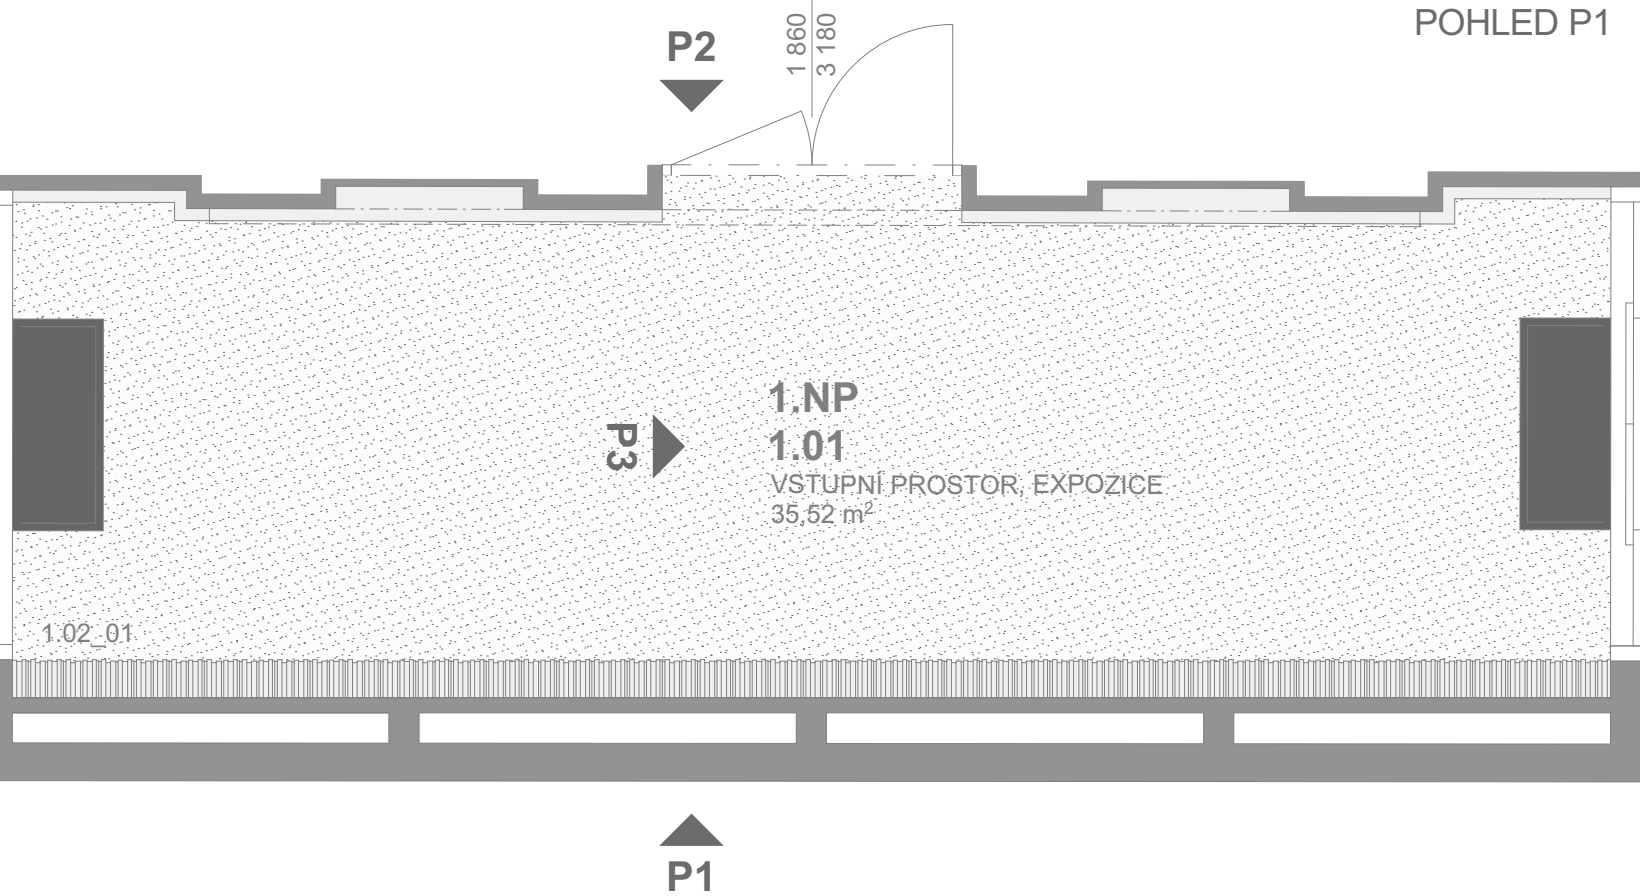 POHLED P1
P2
1 860
3 180
1.NP
1.01
VSTUPNÍ PROSTOR, EXPOZICE
35,52 m²
P3
1.02_01
P1